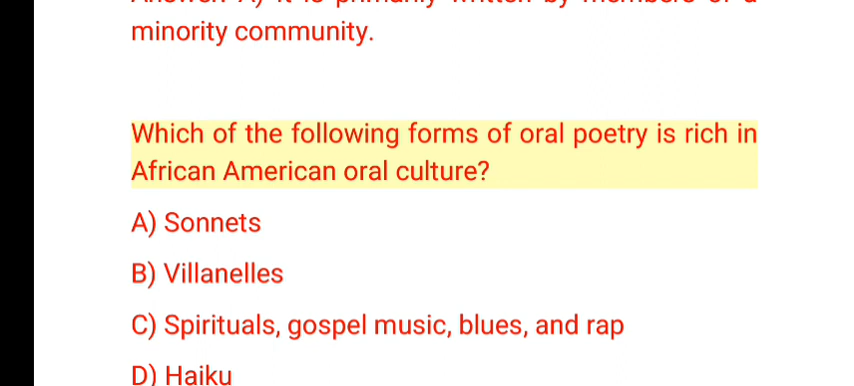 minority community.
Which of the following forms of oral poetry is rich in
African American oral culture?
A) Sonnets
B) Villanelles
C) Spirituals, gospel music, blues, and rap
D) Haiku